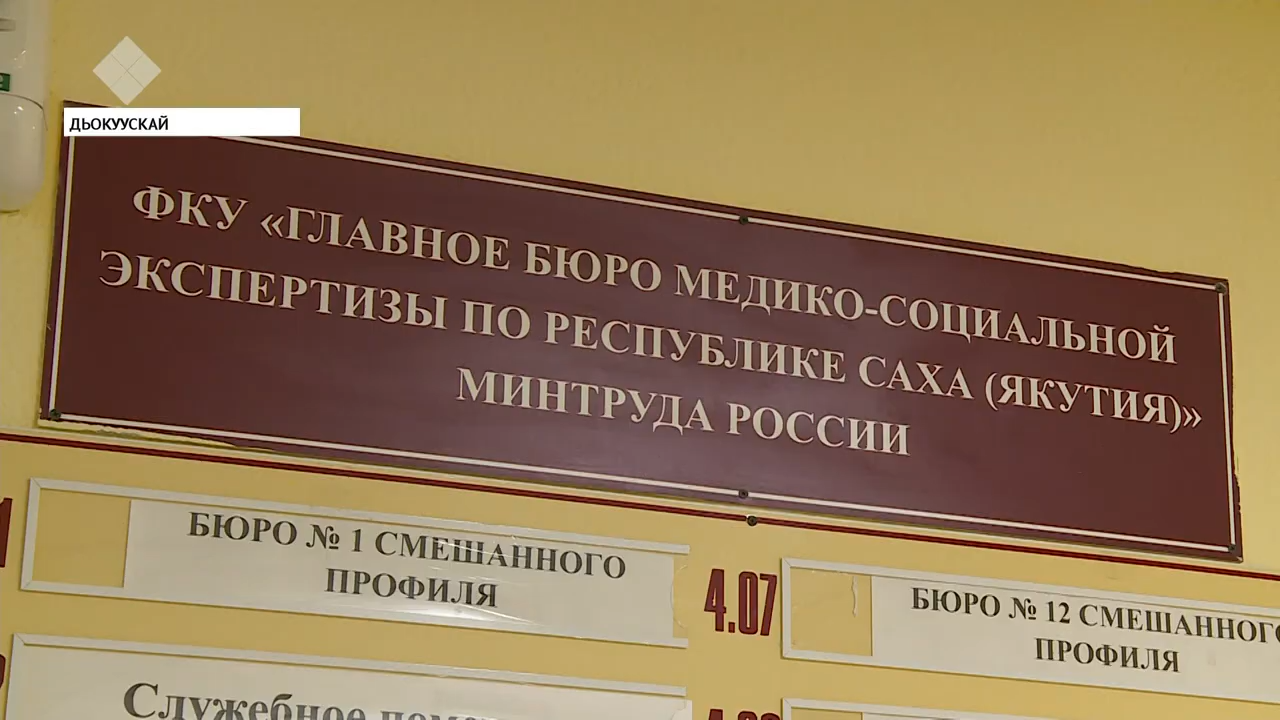 ДЬОКУУСКАЙ
ФКУ «ГЛАВНОЕ БЮРО МЕДИКО-СОЦИАЛЬНОЙ
ЭКСПЕРТИЗЫ ПО РЕСПУБЛИКЕ САХА (ЯКУТИЯ)»
МИНТРУДА РОССИИ
БЮРО № 1 СМЕШАННОГО
ПРОФИЛЯ
4.07
БЮРО № 12 СМЕШАННОГО
ПРОФИЛЯ
Служебное